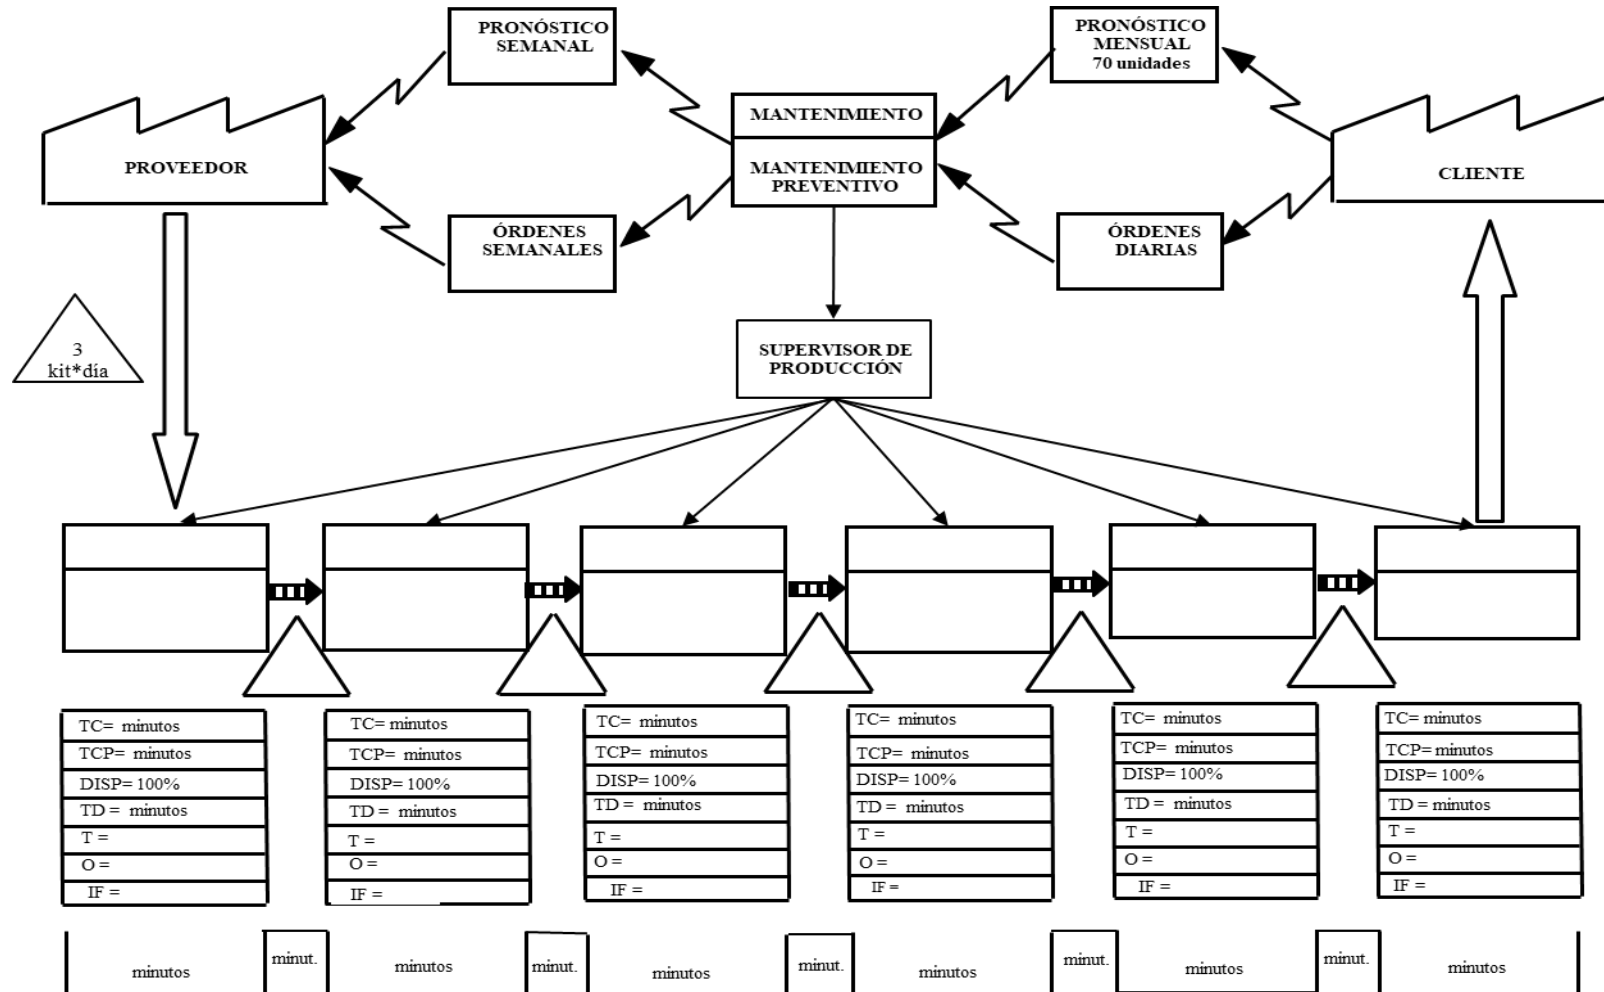 PRONÓSTICO
SEMANAL
PRONÓSTICO
MENSUAL
70 unidades
MANTENIMIENTO
MANTENIMIENTO
PREVENTIVO
PROVEEDOR
CLIENTE
ÓRDENES
SEMANALES
ÓRDENES
DIARIAS
3
kit*día
SUPERVISOR DE
PRODUCCIÓN
TC= minutos
TCP= minutos
DISP= 100%
TD = minutos
T =
O =
IF =
TC= minutos
TCP= minutos
DISP= 100%
TD = minutos
T =
O =
IF =
TC= minutos
TCP= minutos
DISP= 100%
TD = minutos
T =
O =
IF =
TC= minutos
TCP= minutos
DISP= 100%
TD = minutos
T =
O =
IF =
TC= minutos
TCP= minutos
DISP= 100%
TD = minutos
T =
O =
IF =
TC= minutos
TCP= minutos
DISP= 100%
TD = minutos
T =
O =
IF =
minutos
minut.
minutos
minut.
minutos
minut.
minutos
minut.
minutos
minut.
minutos